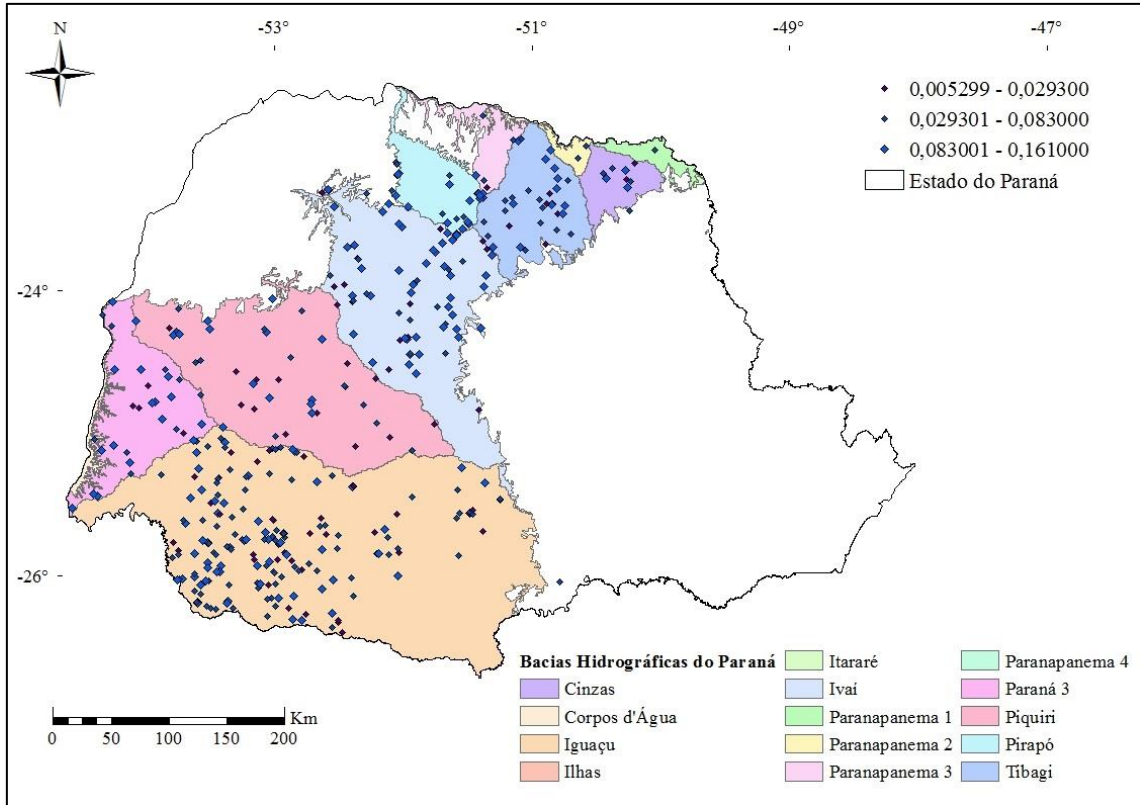 -53°
-51°
-49°
-47°
N
0,005299 - 0,029300
0,029301 - 0,083000
0,083001 - 0,161000
Estado do Paraná
-24°
-26°
Bacias Hidrográficas do Paraná
Cinzas
Corpos d'Água
Iguaçu
Ilhas
Itararé
Ivaí
Paranapanema 1
Paranapanema 2
Paranapanema 3
Paranapanema 4
Paraná 3
Piquiri
Pirapó
Tibagi
Km
0 50 100 150 200